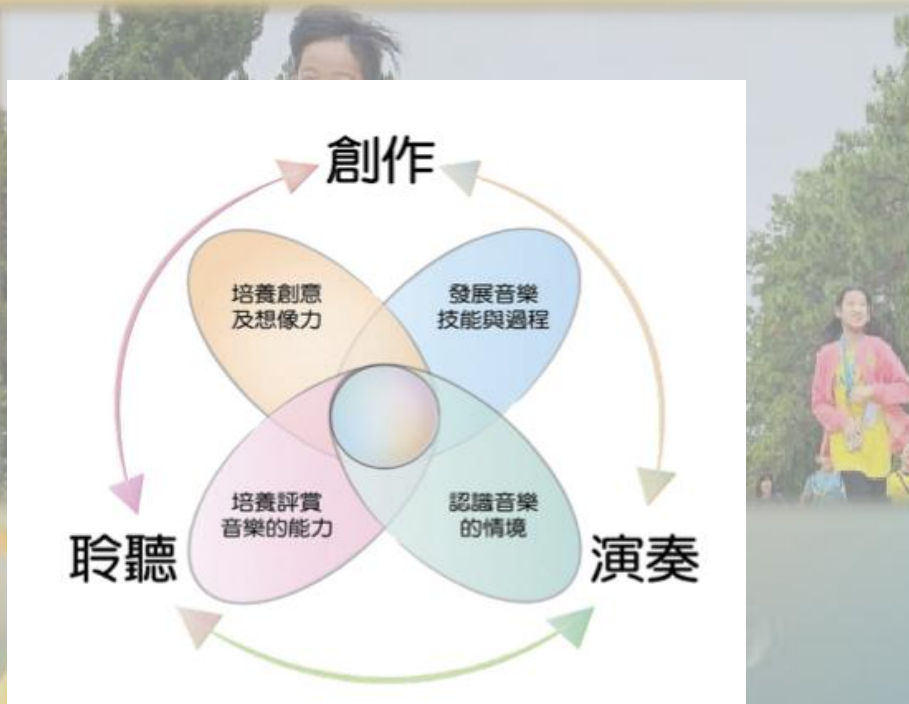 創作
培養創意
及想像力
發展音樂
技能與過程
培養評賞
音樂的能力
認識音樂
的情境
聆聽
演奏